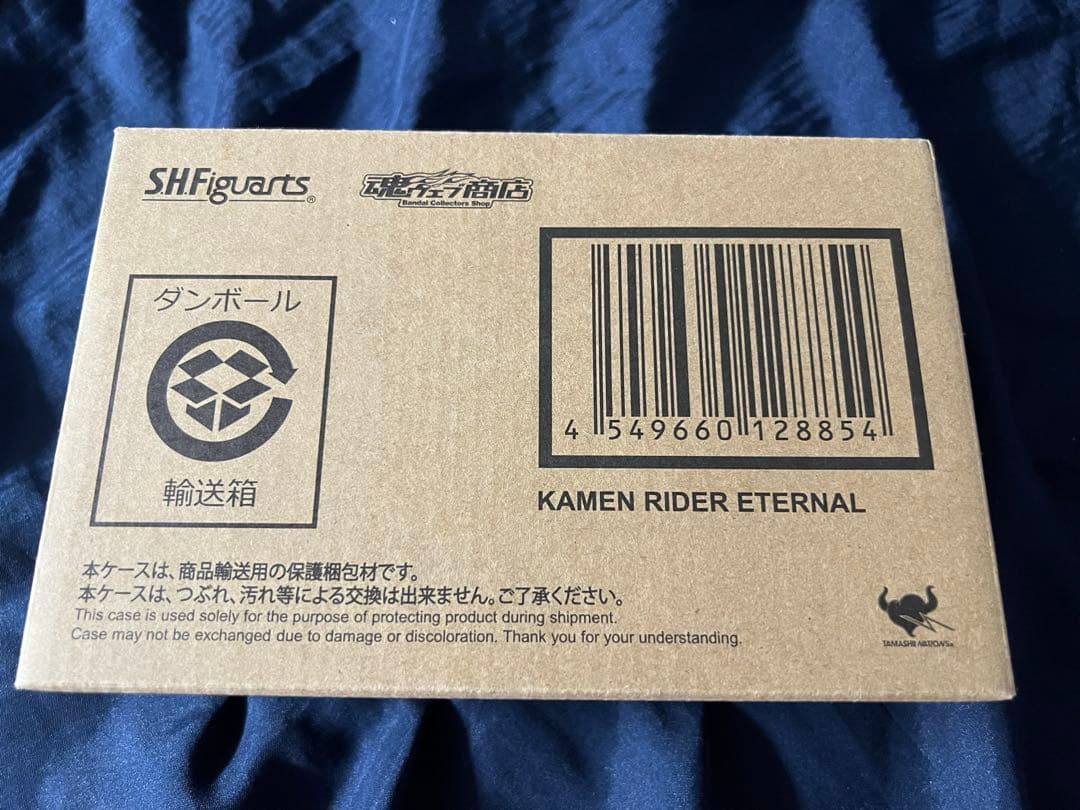 S.H.Figuarts®
魂ウェブ商店
Bandai Collectors Shop
ダンボール
輸送箱
4 549660 128854
KAMEN RIDER ETERNAL
本ケースは、商品輸送用の保護梱包材です。
本ケースは、つぶれ、汚れ等による交換は出来ません。ご了承ください。
This case is used solely for the purpose of protecting product during shipment.
Case may not be exchanged due to damage or discoloration. Thank you for your understanding.
TAMASHII NATIONS®